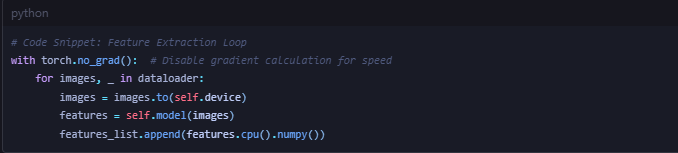 python
# Code Snippet: Feature Extraction Loop
with torch.no_grad():  # Disable gradient calculation for speed
    for images, _ in dataloader:
        images = images.to(self.device)
        features = self.model(images)
        features_list.append(features.cpu().numpy())